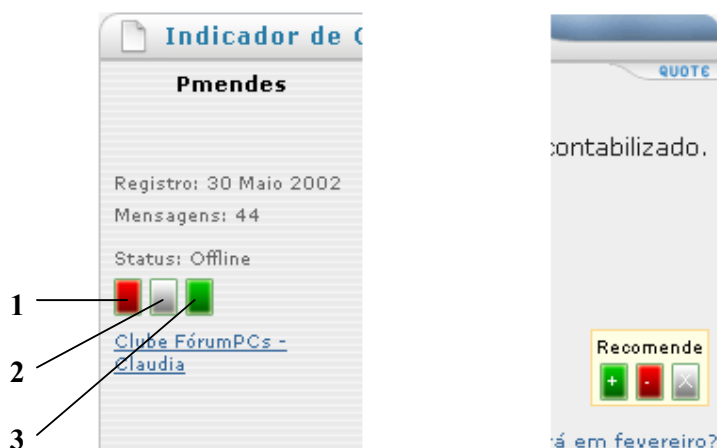 Indicador de
Pmendes
Registro: 30 Maio 2002
Mensagens: 44
Status: Offline
1
Clube FórumPCs -
2
Claudia
3
QUOTE
contabilizado.
Recomende
+ - X
rá em fevereiro?